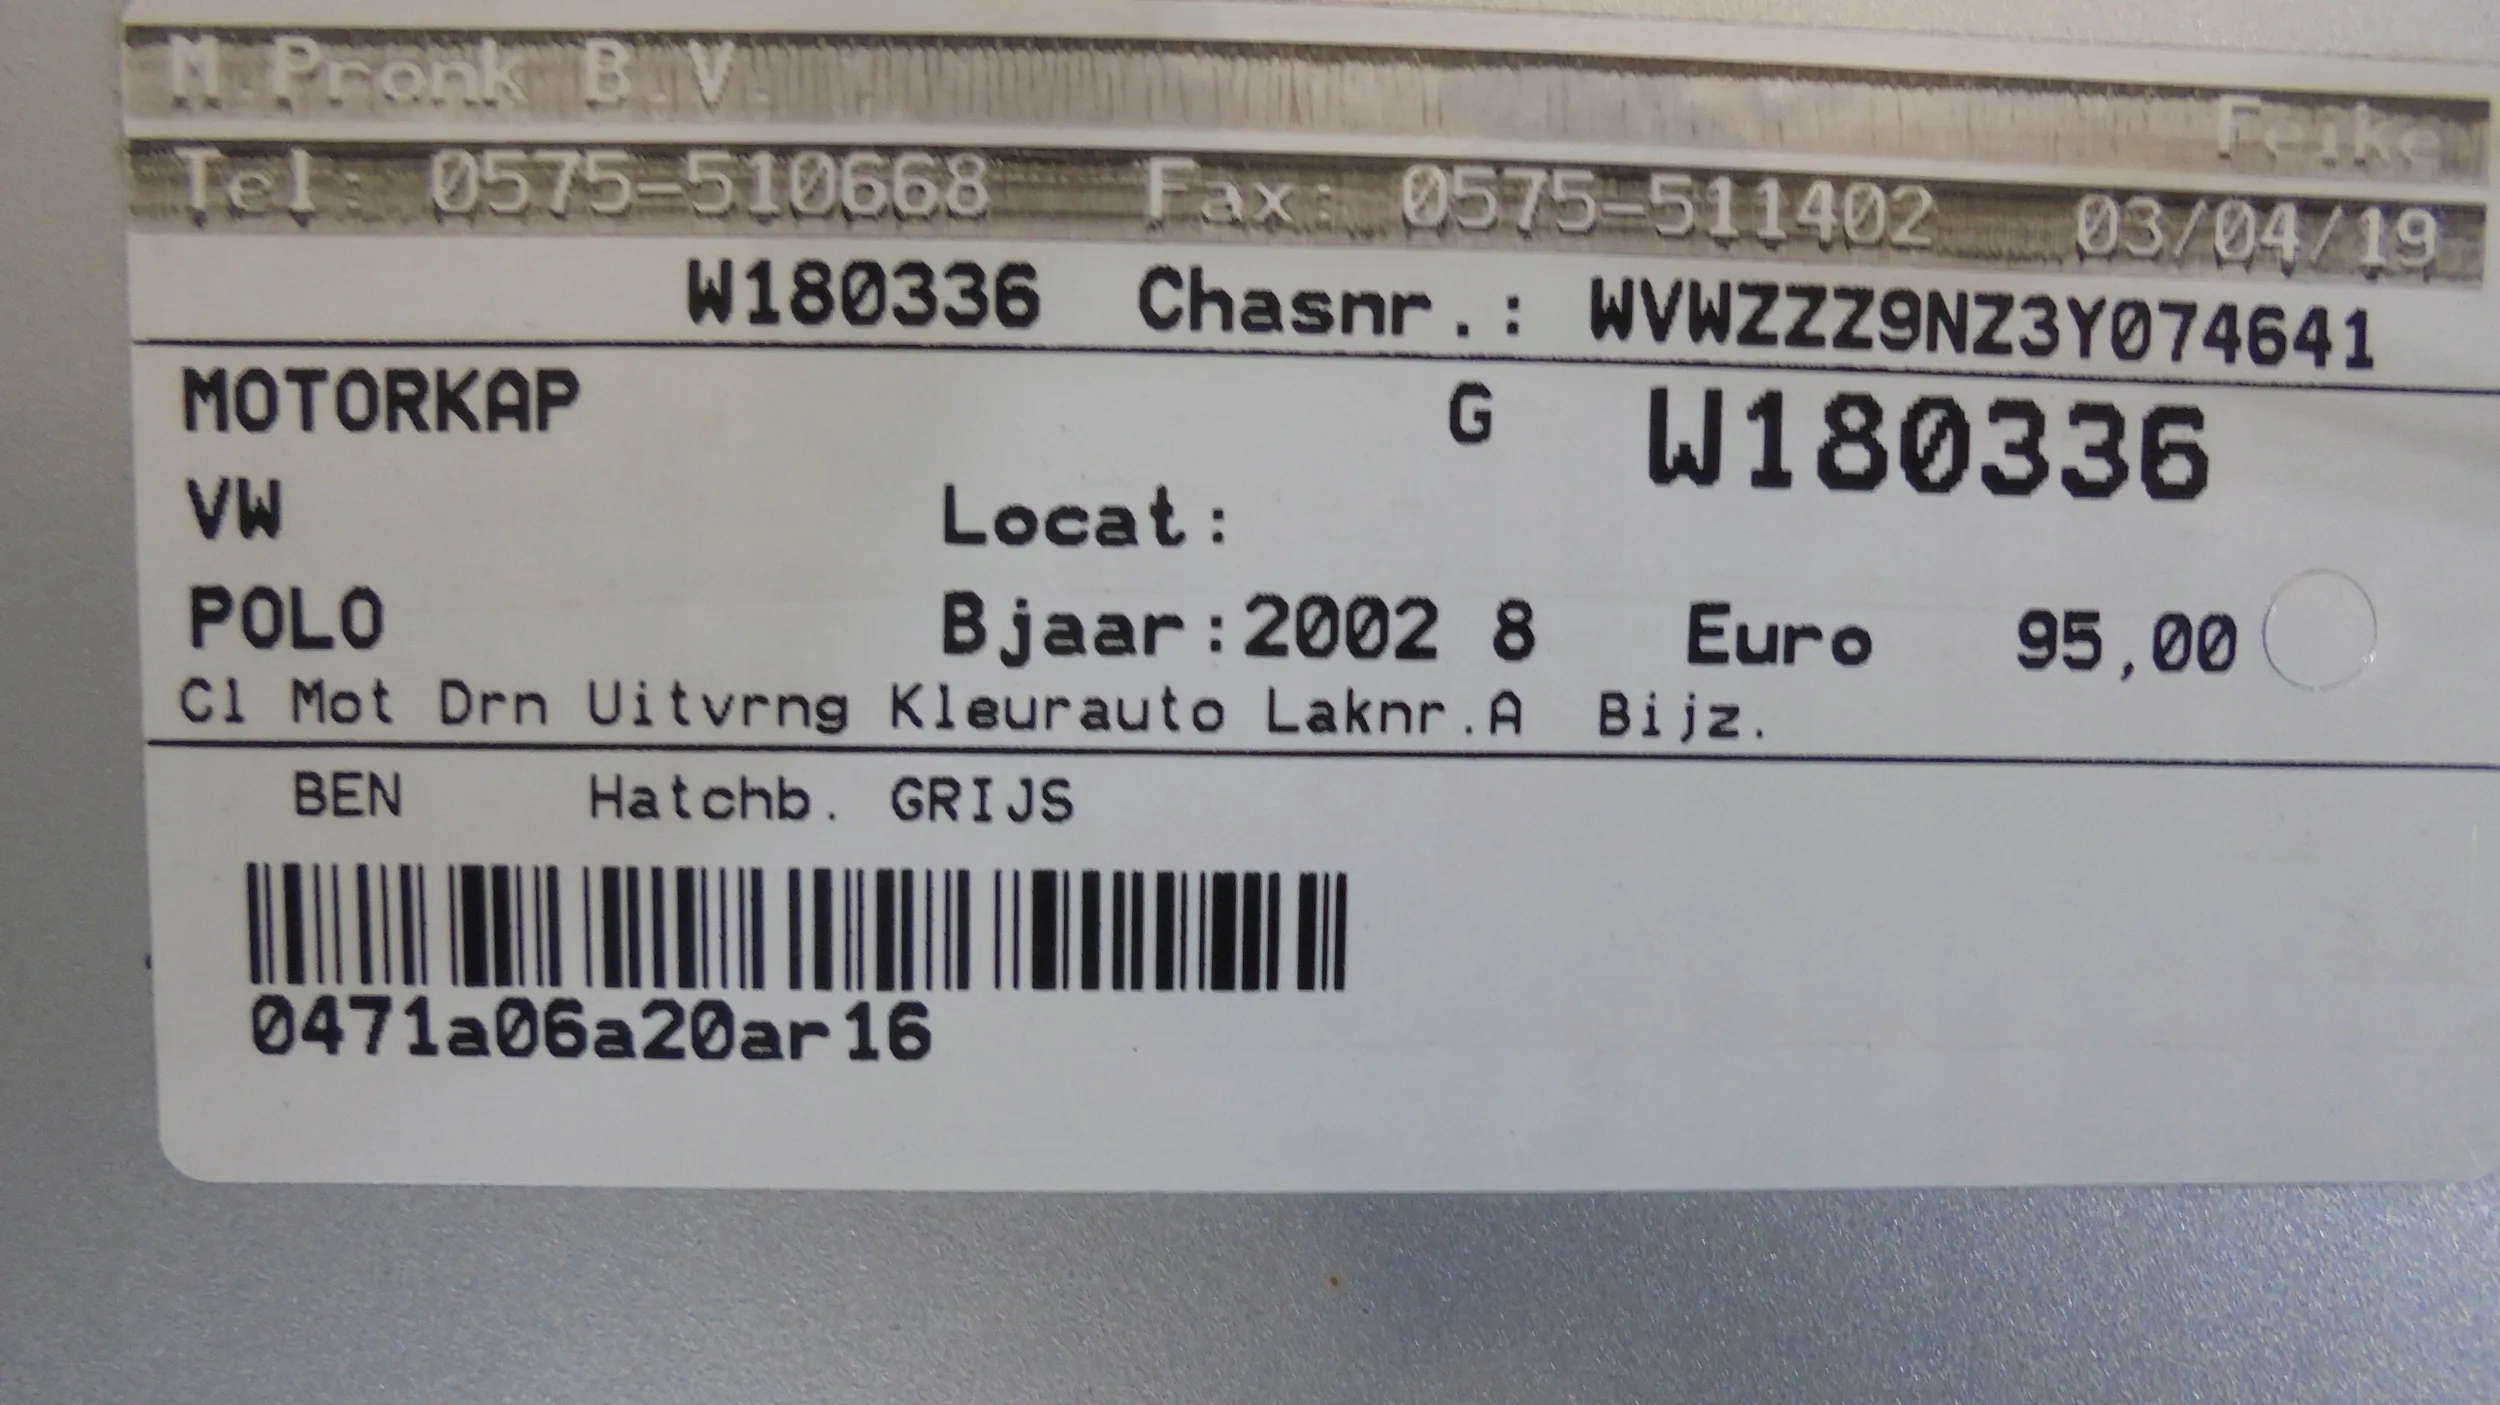 M.Pronk B.V. Feike
Tel: 0575-510668 Fax: 0575-511402 03/04/19
W180336 Chasnr.: WVWZZZ9NZ3Y074641
MOTORKAP G W180336
VW Locat:
POLO Bjaar:2002 8 Euro 95,00
Cl Mot Drn Uitvrng Kleurauto Laknr.A Bijz.
BEN Hatchb. GRIJS
0471a06a20ar16